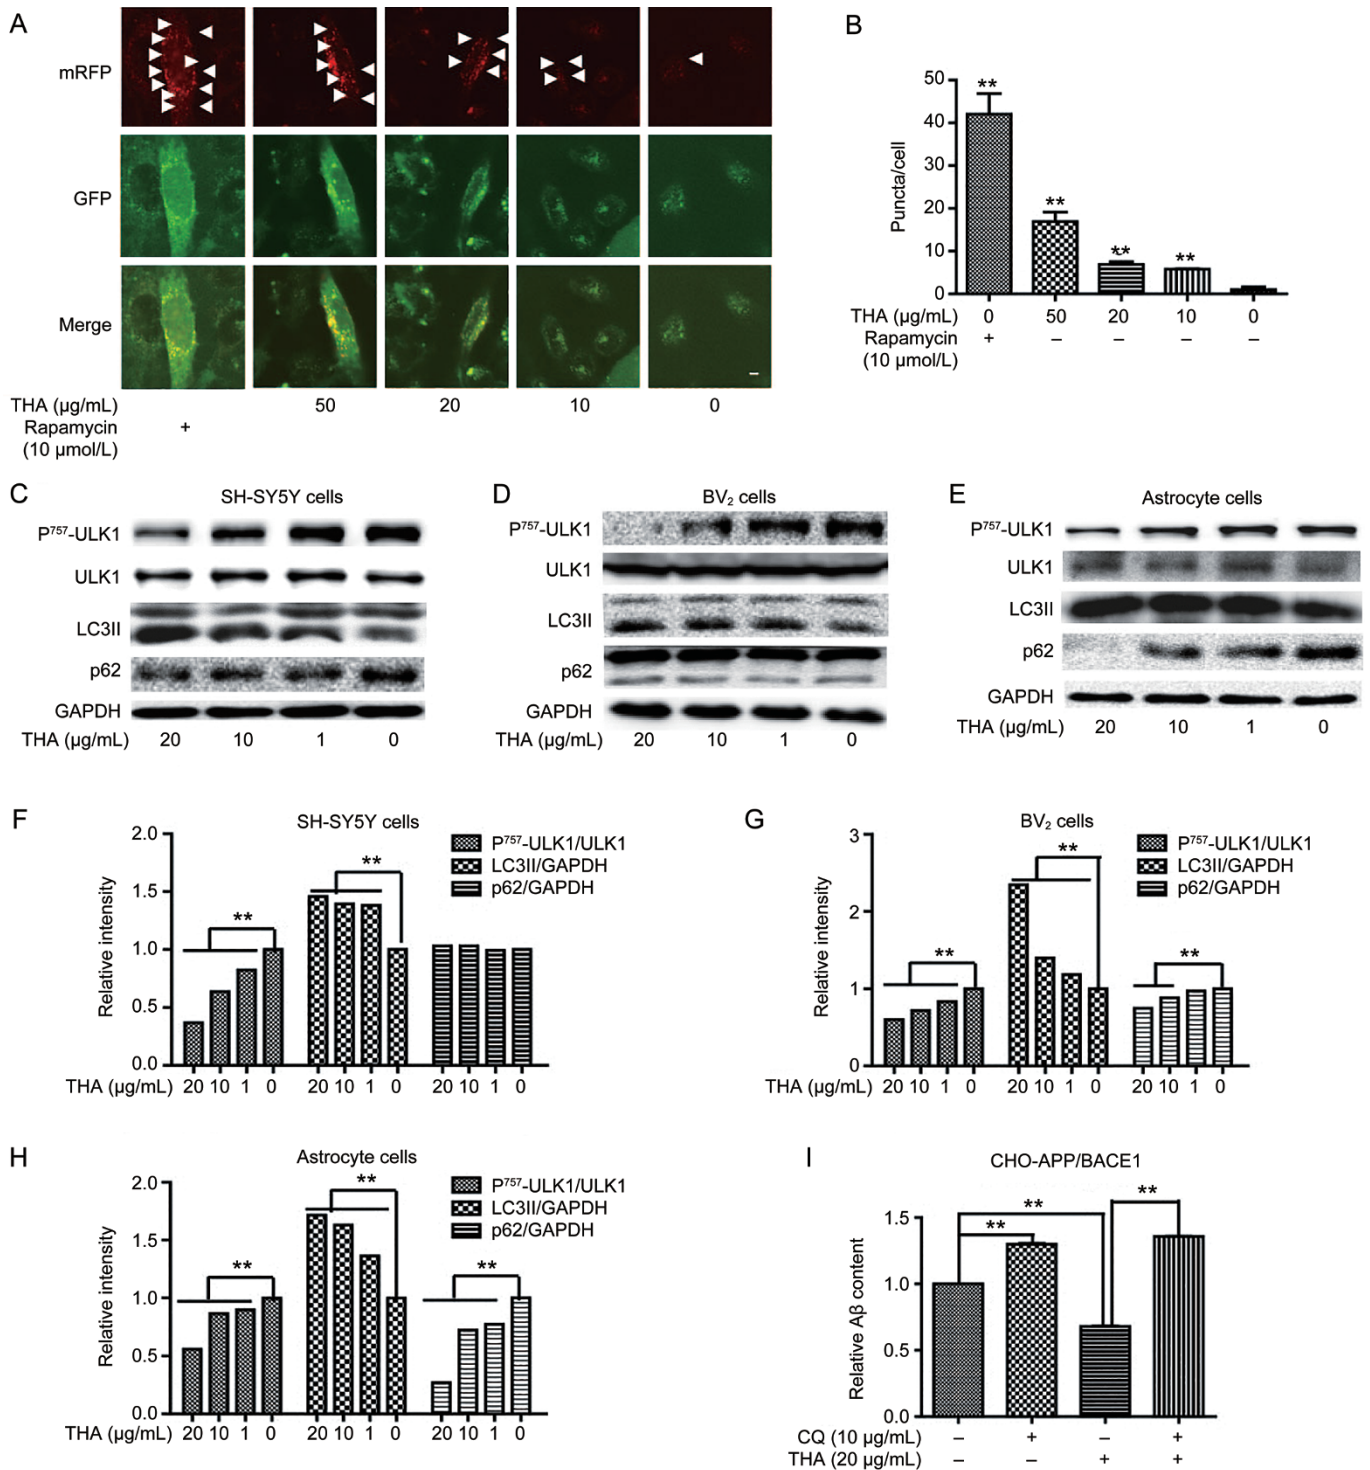 A
mRFP
GFP
Merge
THA (µg/mL) 50 20 10 0
Rapamycin +
(10 µmol/L)
B
Puncta/cell
50
40
30
20
10
0
**
**
**
**
THA (µg/mL) 0 50 20 10 0
Rapamycin + – – – –
(10 µmol/L)
C
SH-SY5Y cells
P⁷⁵⁷-ULK1
ULK1
LC3II
p62
GAPDH
THA (µg/mL) 20 10 1 0
D
BV₂ cells
P⁷⁵⁷-ULK1
ULK1
LC3II
p62
GAPDH
THA (µg/mL) 20 10 1 0
E
Astrocyte cells
P⁷⁵⁷-ULK1
ULK1
LC3II
p62
GAPDH
THA (µg/mL) 20 10 1 0
F
SH-SY5Y cells
Relative intensity
2.0
1.5
1.0
0.5
0.0
**
**
P⁷⁵⁷-ULK1/ULK1
LC3II/GAPDH
p62/GAPDH
THA (µg/mL) 20 10 1 0 20 10 1 0 20 10 1 0
G
BV₂ cells
Relative intensity
3
2
1
0
**
**
**
P⁷⁵⁷-ULK1/ULK1
LC3II/GAPDH
p62/GAPDH
THA (µg/mL) 20 10 1 0 20 10 1 0 20 10 1 0
H
Astrocyte cells
Relative intensity
2.0
1.5
1.0
0.5
0.0
**
**
**
P⁷⁵⁷-ULK1/ULK1
LC3II/GAPDH
p62/GAPDH
THA (µg/mL) 20 10 1 0 20 10 1 0 20 10 1 0
I
CHO-APP/BACE1
Relative Aβ content
1.5
1.0
0.5
0.0
**
**
**
CQ (10 µg/mL) – + – +
THA (20 µg/mL) – – + +